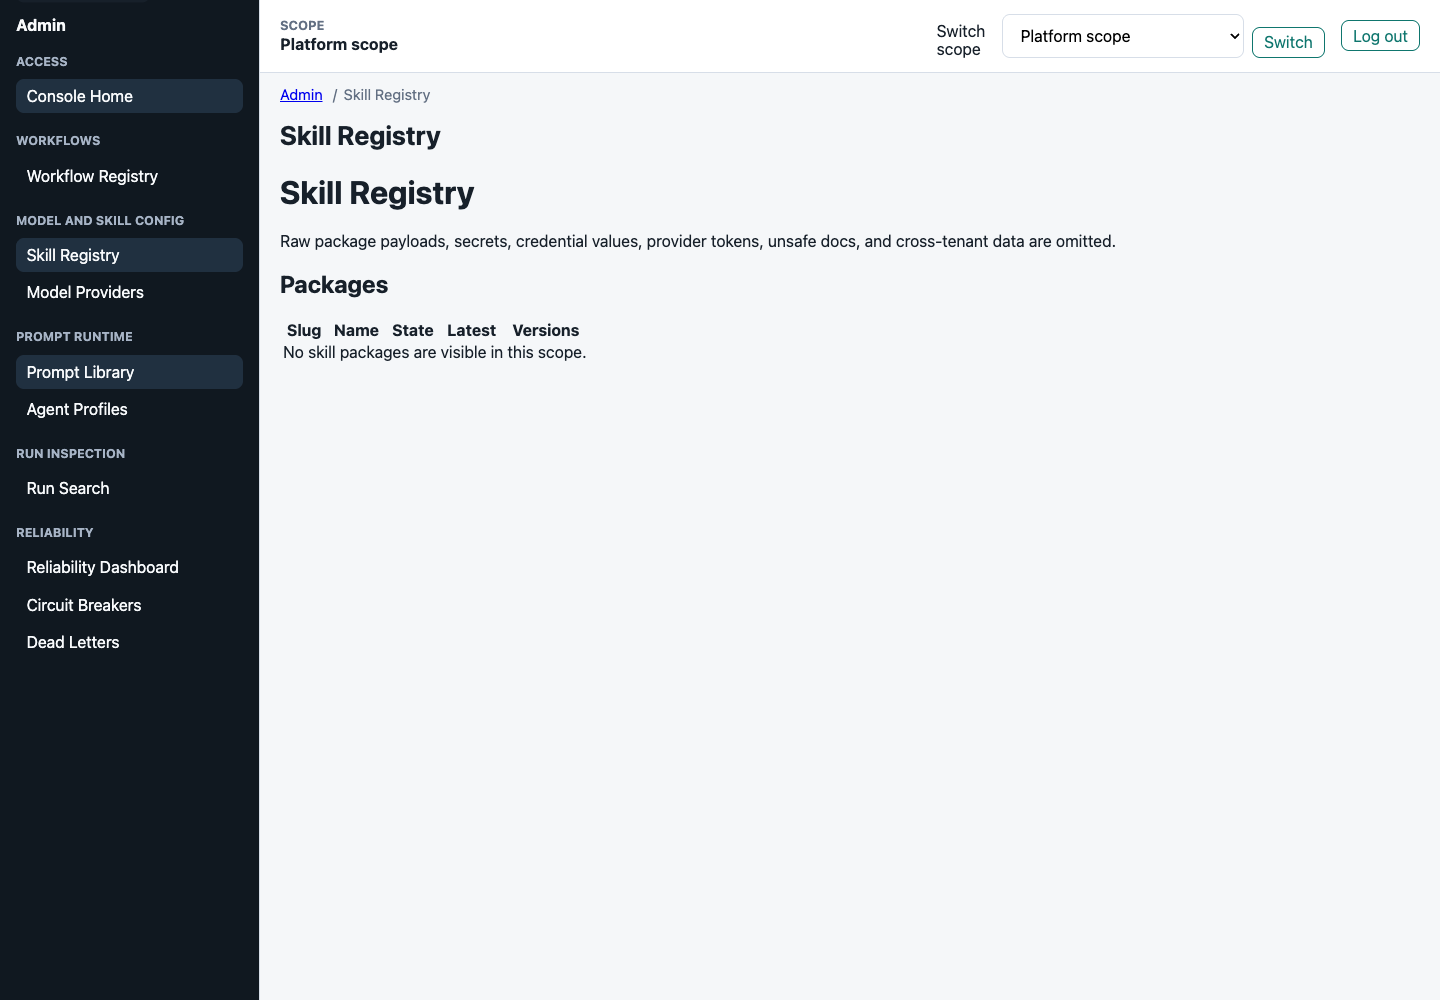 Admin
ACCESS
Console Home
WORKFLOWS
Workflow Registry
MODEL AND SKILL CONFIG
Skill Registry
Model Providers
PROMPT RUNTIME
Prompt Library
Agent Profiles
RUN INSPECTION
Run Search
RELIABILITY
Reliability Dashboard
Circuit Breakers
Dead Letters
SCOPE
Platform scope
Switch
scope
Platform scope
Switch
Log out
Admin / Skill Registry
Skill Registry
Skill Registry
Raw package payloads, secrets, credential values, provider tokens, unsafe docs, and cross-tenant data are omitted.
Packages
Slug Name State Latest Versions
No skill packages are visible in this scope.